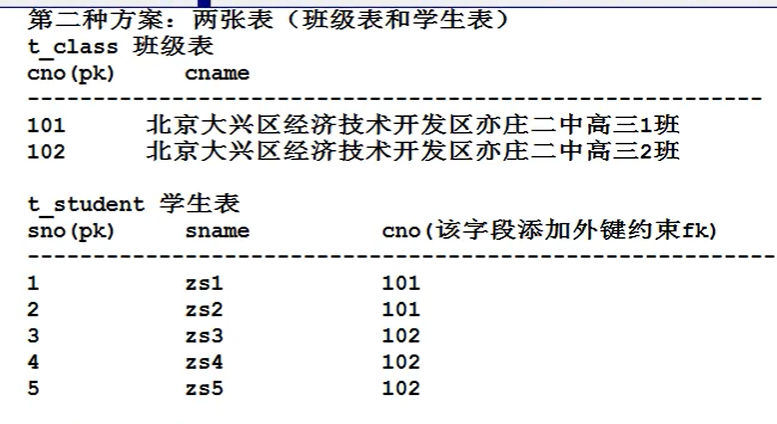 第二种方案：两张表（班级表和学生表）
t_class 班级表
cno(pk) cname
--------------------------------------------------------
101 北京大兴区经济技术开发区亦庄二中高三1班
102 北京大兴区经济技术开发区亦庄二中高三2班
t_student 学生表
sno(pk) sname cno(该字段添加外键约束fk)
---------------------------------------------------------
1 zs1 101
2 zs2 101
3 zs3 102
4 zs4 102
5 zs5 102